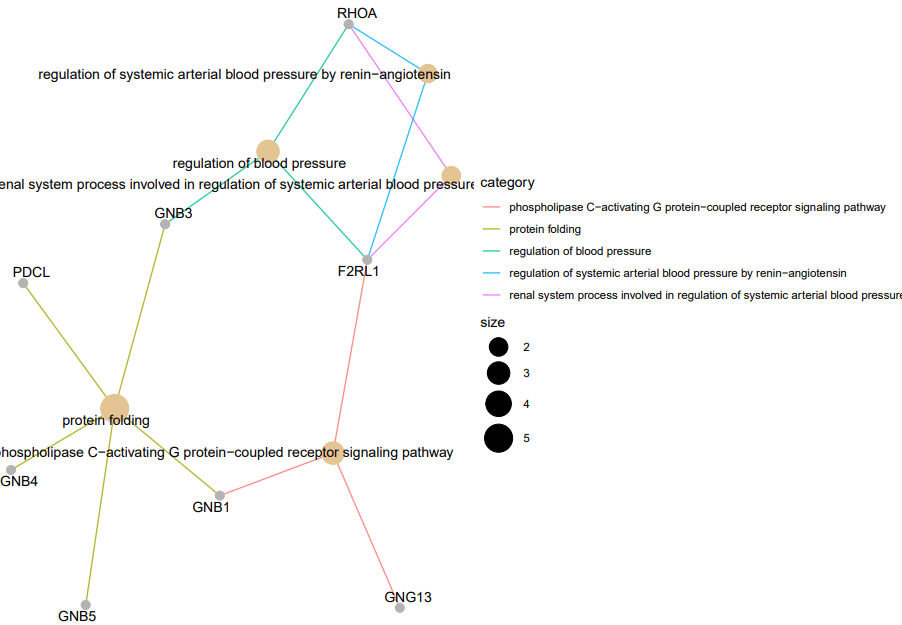 RHOA
regulation of systemic arterial blood pressure by renin−angiotensin
regulation of blood pressure
enal system process involved in regulation of systemic arterial blood pressure
GNB3
F2RL1
PDCL
protein folding
phospholipase C−activating G protein−coupled receptor signaling pathway
GNB4
GNB1
GNG13
GNB5
category
phospholipase C−activating G protein−coupled receptor signaling pathway
protein folding
regulation of blood pressure
regulation of systemic arterial blood pressure by renin−angiotensin
renal system process involved in regulation of systemic arterial blood pressure
size
2
3
4
5